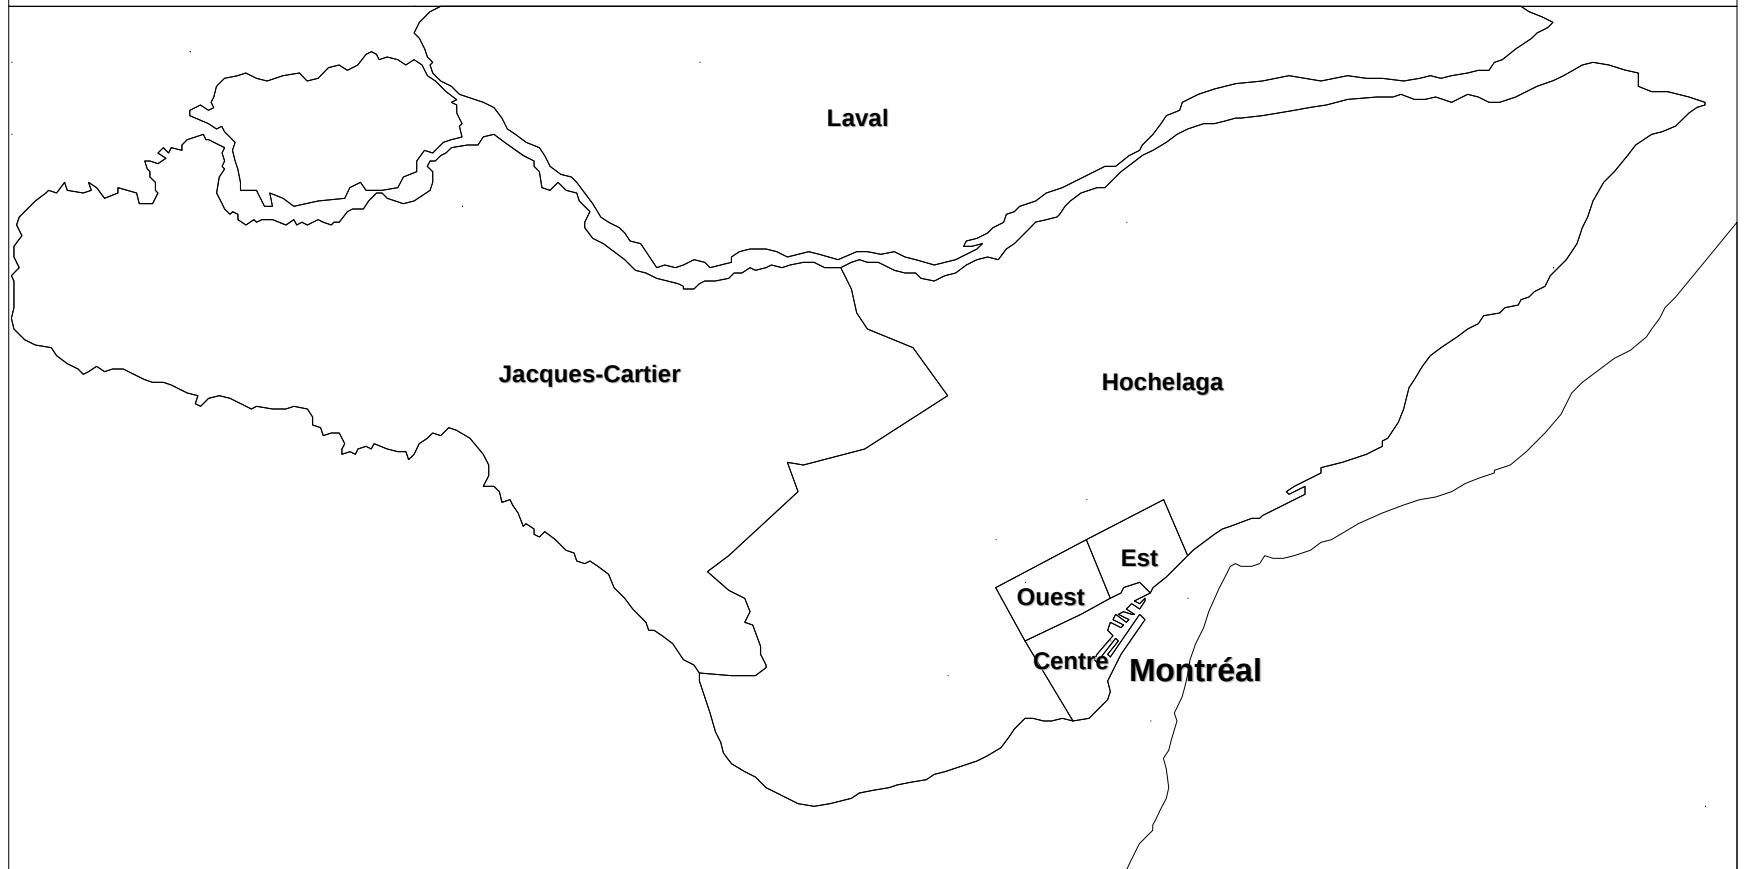 Laval
Jacques-Cartier
Hochelaga
Est
Ouest
Centre
Montréal